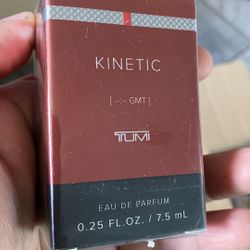 KINETIC
[ -:- GMT ]
TUMI
EAU DE PARFUM
0.25 FL.OZ. / 7.5 mL